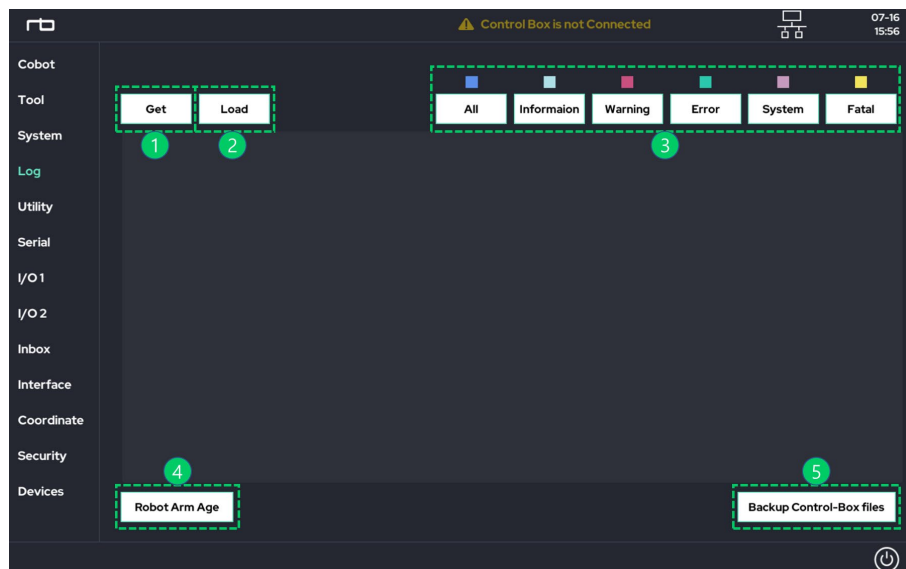 rb
Control Box is not Connected
07-16
15:56
Cobot
Tool
System
Log
Utility
Serial
I/O 1
I/O 2
Inbox
Interface
Coordinate
Security
Devices
Get
Load
All
Informaion
Warning
Error
System
Fatal
1
2
3
4
5
Robot Arm Age
Backup Control-Box files